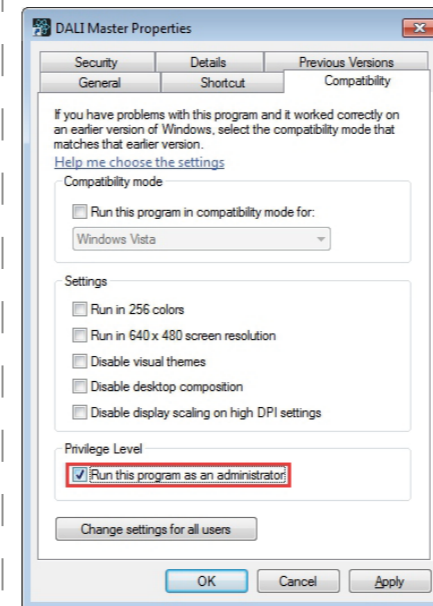 DALI Master Properties
Security
Details
Previous Versions
General
Shortcut
Compatibility
If you have problems with this program and it worked correctly on
an earlier version of Windows, select the compatibility mode that
matches that earlier version.
Help me choose the settings
Compatibility mode
Run this program in compatibility mode for:
Windows Vista
Settings
Run in 256 colors
Run in 640 x 480 screen resolution
Disable visual themes
Disable desktop composition
Disable display scaling on high DPI settings
Privilege Level
Run this program as an administrator
Change settings for all users
OK
Cancel
Apply